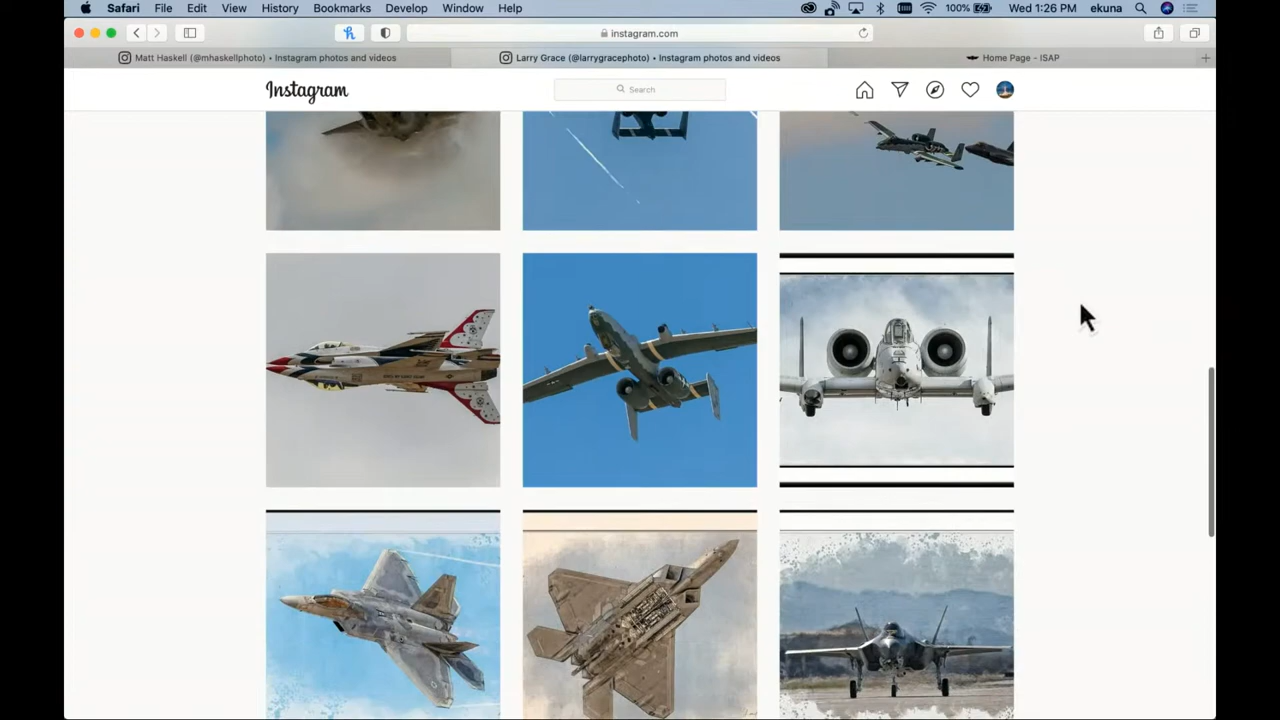 Safari File Edit View History Bookmarks Develop Window Help 100% Wed 1:26 PM ekuna
instagram.com
Matt Haskell (@mhaskellphoto) • Instagram photos and videos Larry Grace (@larrygracephoto) • Instagram photos and videos Home Page - ISAP
Instagram Search